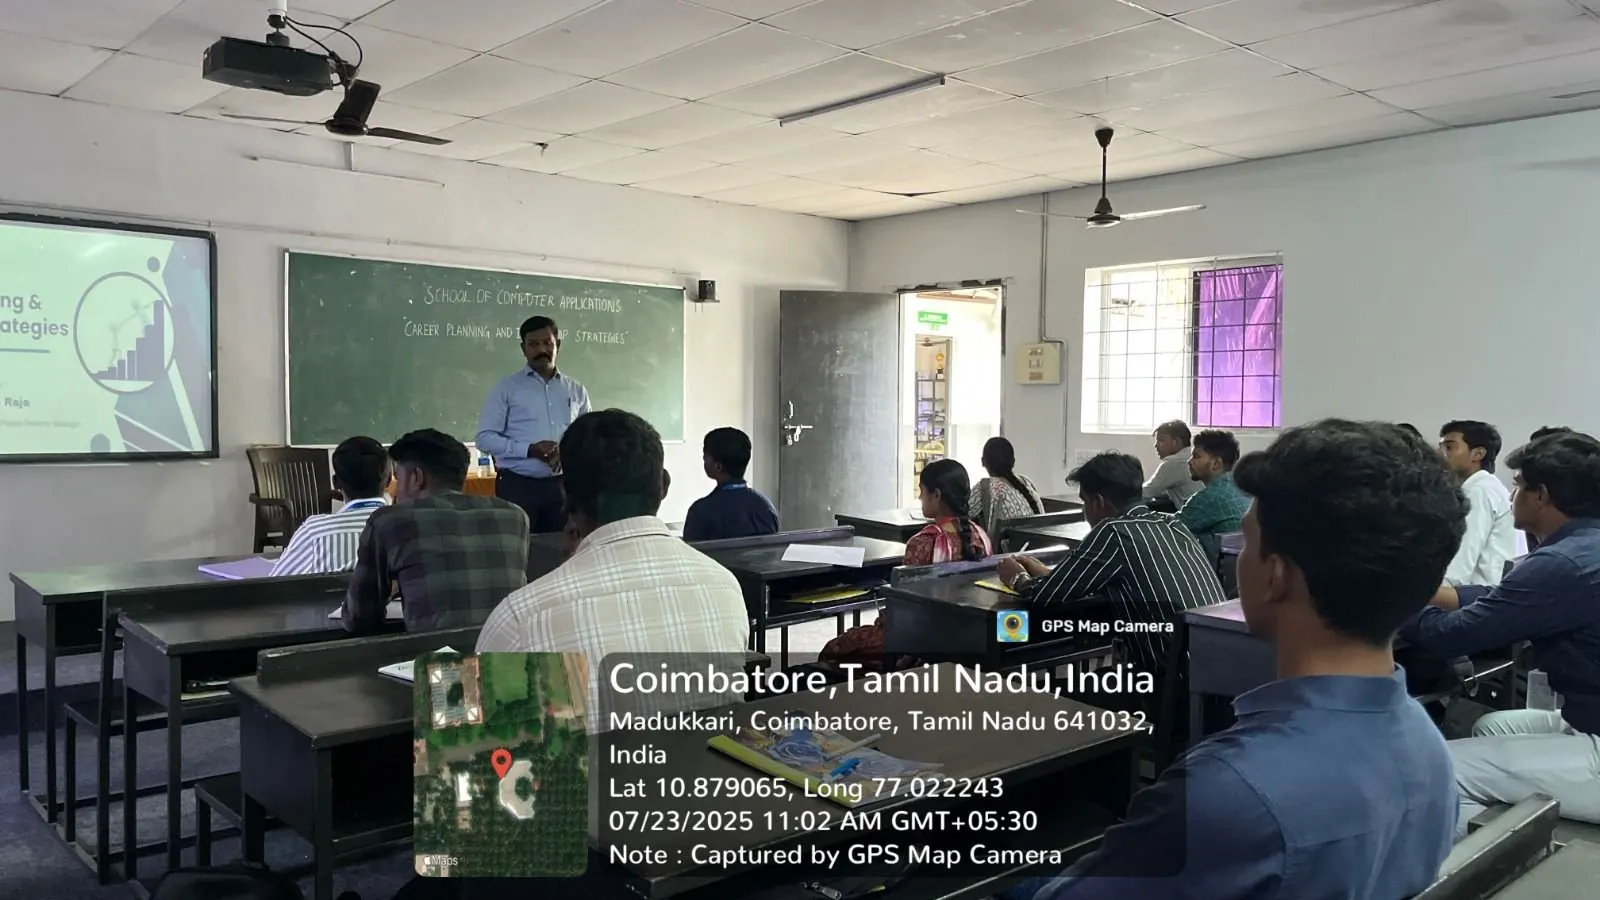 ng &
rategies
Raja
"SCHOOL OF COMPUTER APPLICATIONS
"CAREER PLANNING AND STRATEGIES"
GPS Map Camera
Coimbatore,Tamil Nadu,India
Madukkari, Coimbatore, Tamil Nadu 641032,
India
Lat 10.879065, Long 77.022243
07/23/2025 11:02 AM GMT+05:30
Note : Captured by GPS Map Camera
Maps